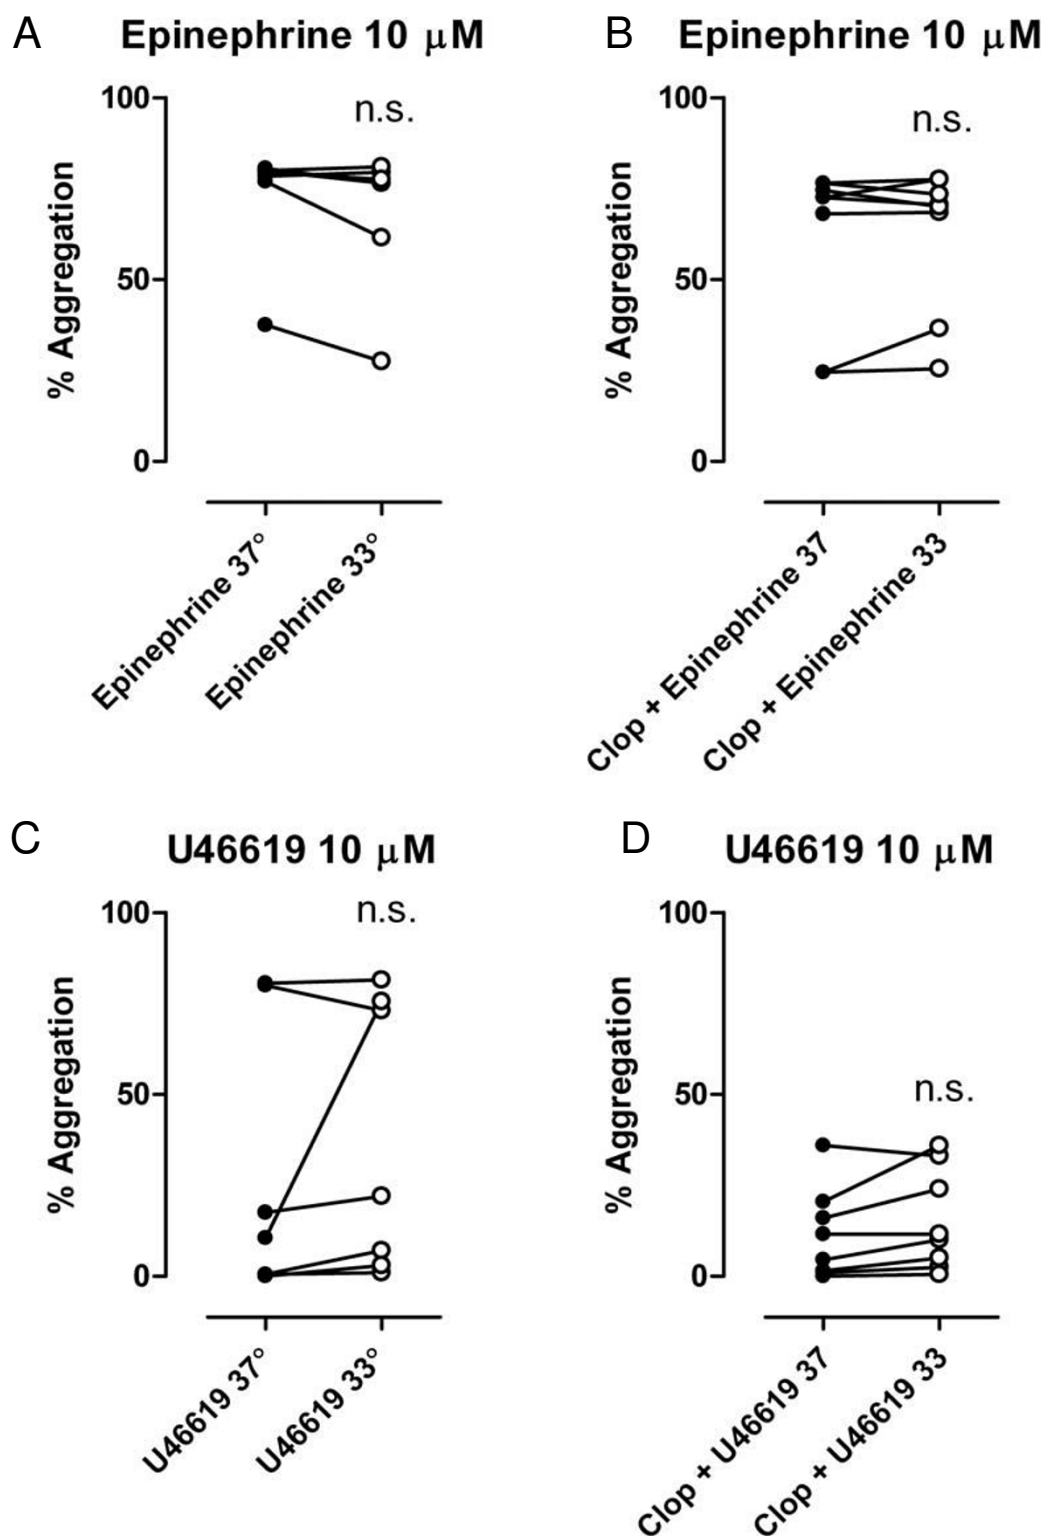 A
Epinephrine 10 μM
n.s.
% Aggregation
100
50
0
Epinephrine 37°
Epinephrine 33°
B
Epinephrine 10 μM
n.s.
% Aggregation
100
50
0
Clop + Epinephrine 37
Clop + Epinephrine 33
C
U46619 10 μM
n.s.
% Aggregation
100
50
0
U46619 37°
U46619 33°
D
U46619 10 μM
n.s.
% Aggregation
100
50
0
Clop + U46619 37
Clop + U46619 33